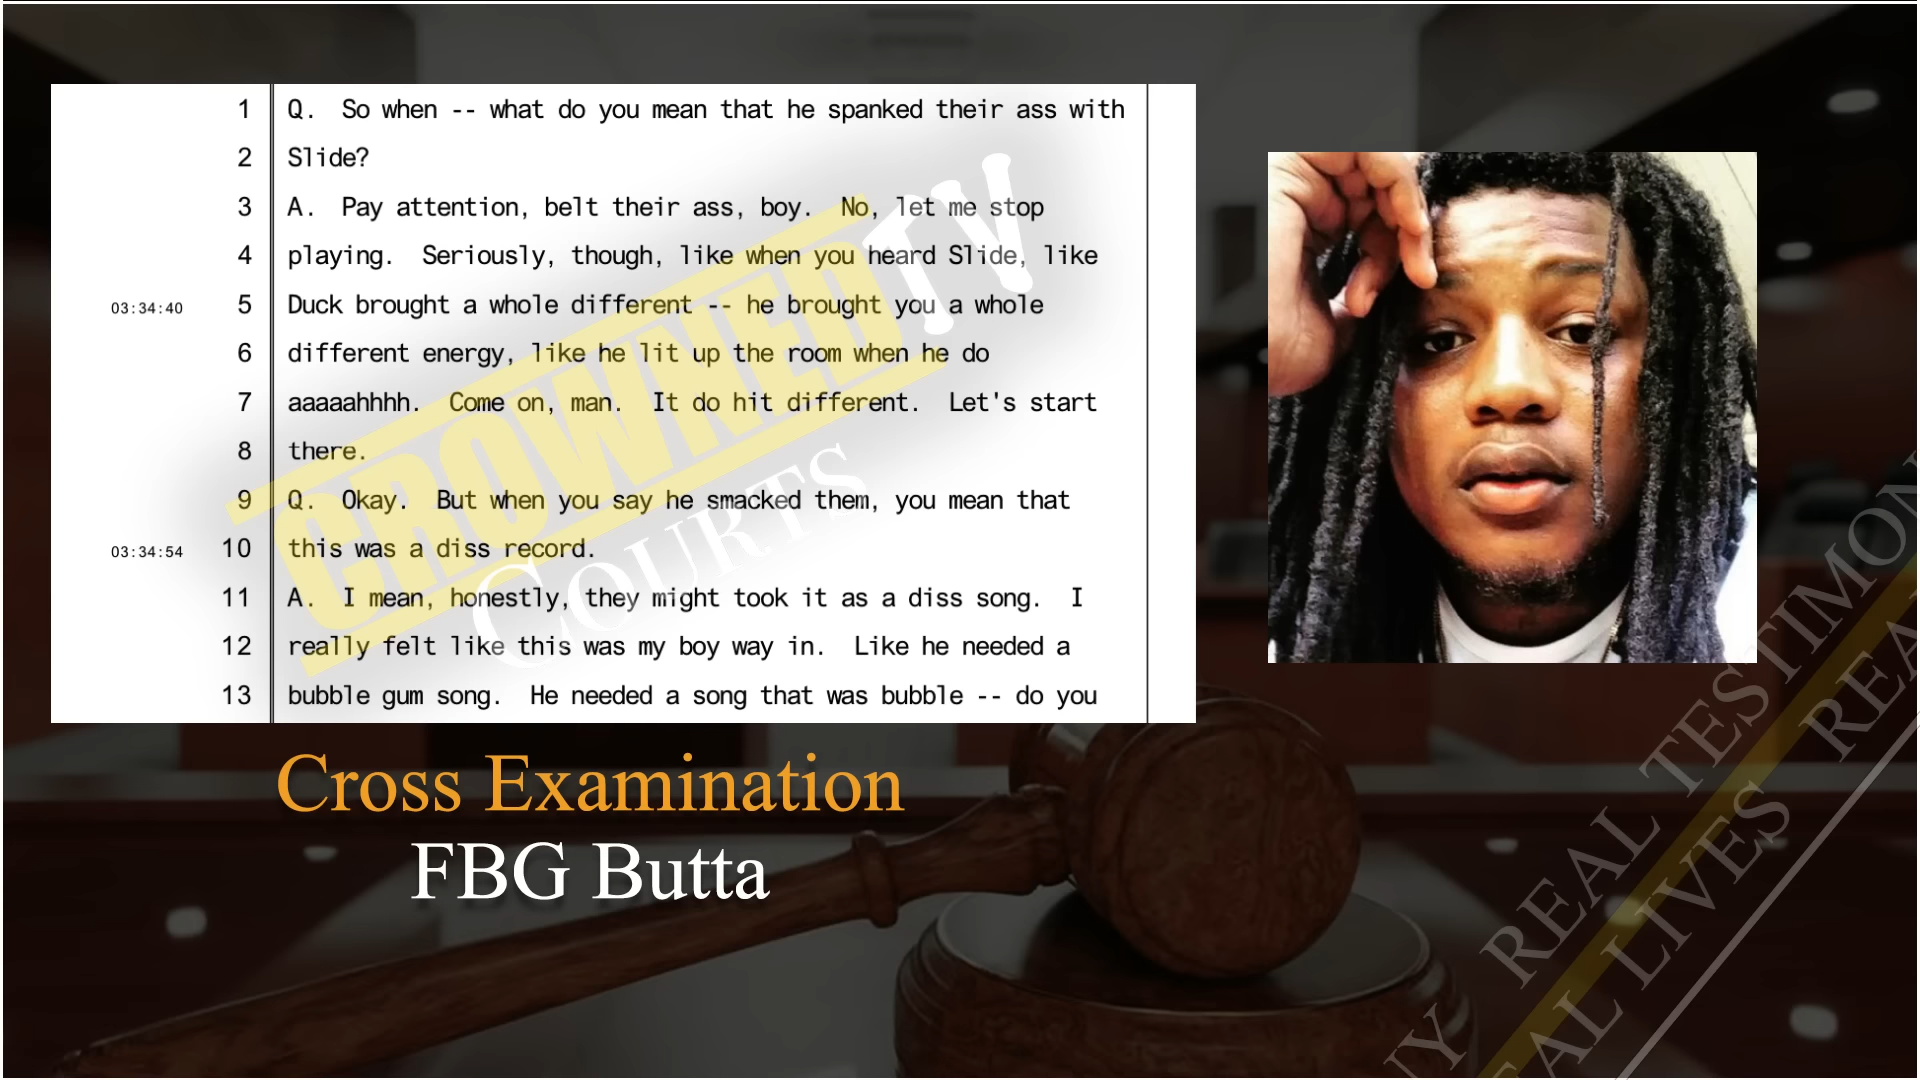 1 Q. So when -- what do you mean that he spanked their ass with
2 Slide?
3 A. Pay attention, belt their ass, boy. No, let me stop
4 playing. Seriously, though, like when you heard Slide, like
03:34:40 5 Duck brought a whole different -- he brought you a whole
6 different energy, like he lit up the room when he do
7 aaaaahhhh. Come on, man. It do hit different. Let's start
8 there.
9 Q. Okay. But when you say he smacked them, you mean that
03:34:54 10 this was a diss record.
11 A. I mean, honestly, they might took it as a diss song. I
12 really felt like this was my boy way in. Like he needed a
13 bubble gum song. He needed a song that was bubble -- do you
CROWNED TV
COURTS
Cross Examination
FBG Butta
REAL TESTIMON
LIVES REA